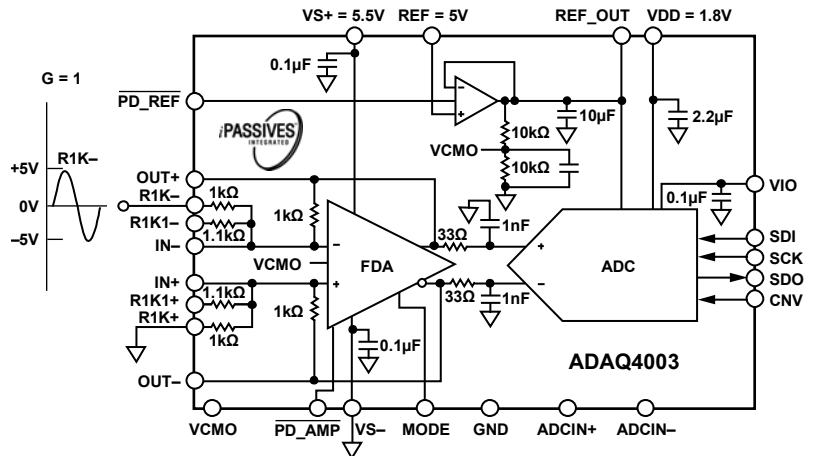 VS+ = 5.5V REF = 5V REF_OUT VDD = 1.8V
0.1µF
G = 1
PD_REF
iPASSIVES
INTEGRATED
10µF
2.2µF
10kΩ
VCMO
10kΩ
+5V
R1K–
0V
–5V
OUT+
R1K–
1kΩ
R1K1–
1.1kΩ
IN–
1kΩ
VIO
0.1µF
1nF
33Ω
SDI
SCK
SDO
CNV
VCMO
FDA
ADC
IN+
R1K1+
1.1kΩ
R1K+
1kΩ
1kΩ
33Ω
1nF
0.1µF
ADAQ4003
OUT–
VCMO PD_AMP VS– MODE GND ADCIN+ ADCIN–